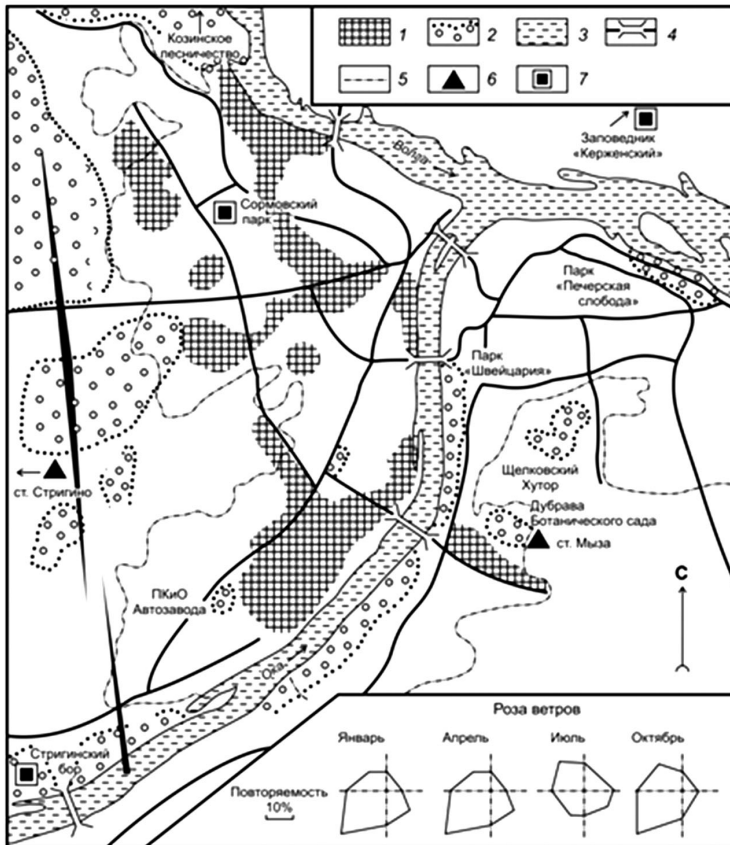 Козинское
лесничество
1
2
3
4
5
6
7
Волга
Заповедник
«Керженский»
Сормовский
парк
Парк
«Печерская
слобода»
Парк
«Швейцария»
ст. Стригино
Щелковский
Хутор
Дубрава
Ботанического сада
ст. Мыза
ПКиО
Автозавода
С
Ока
Стригинский
бор
Роза ветров
Январь
Апрель
Июль
Октябрь
Повторяемость
10%